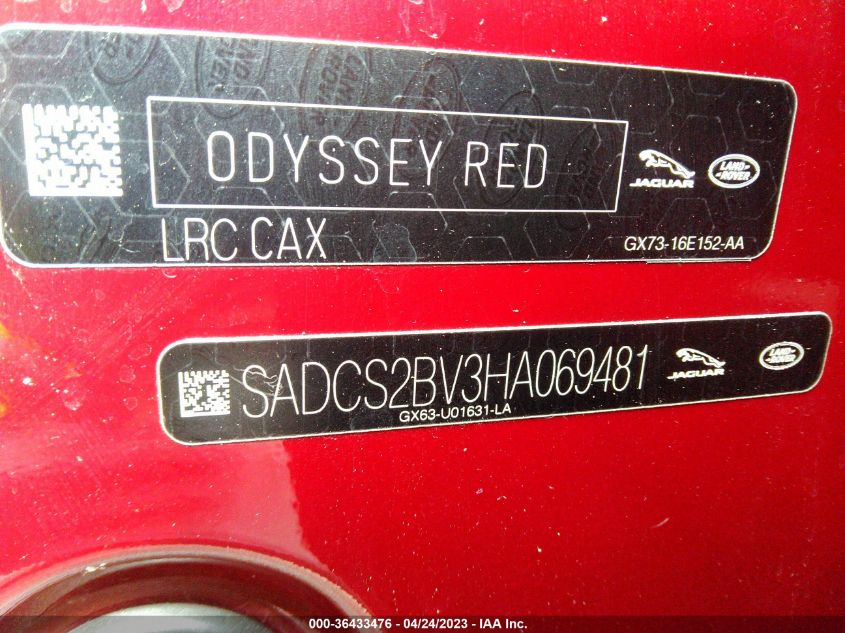 ODYSSEY RED
JAGUAR
LAND-
ROVER
LRC CAX
GX73-16E152-AA
SADCS2BV3HA069481
JAGUAR
LAND-
ROVER
GX63-U01631-LA
000-36433476 - 04/24/2023 - IAA Inc.